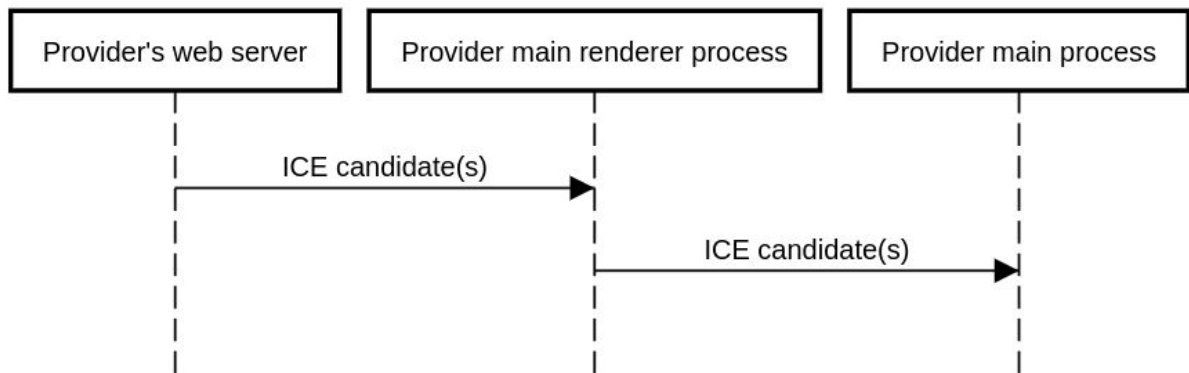 Provider's web server
Provider main renderer process
Provider main process
ICE candidate(s)
ICE candidate(s)